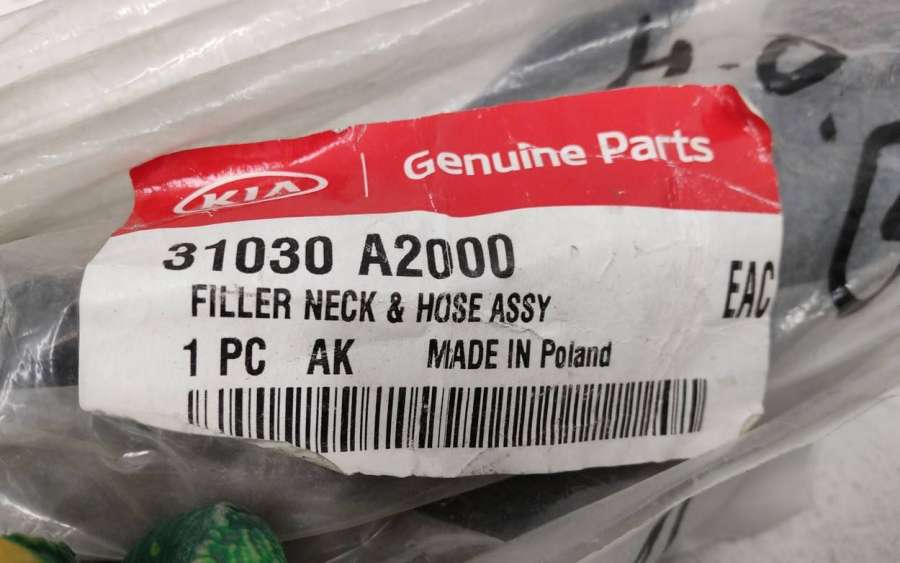 KIA | Genuine Parts
31030 A2000
FILLER NECK & HOSE ASSY
EAC
1 PC AK MADE IN Poland